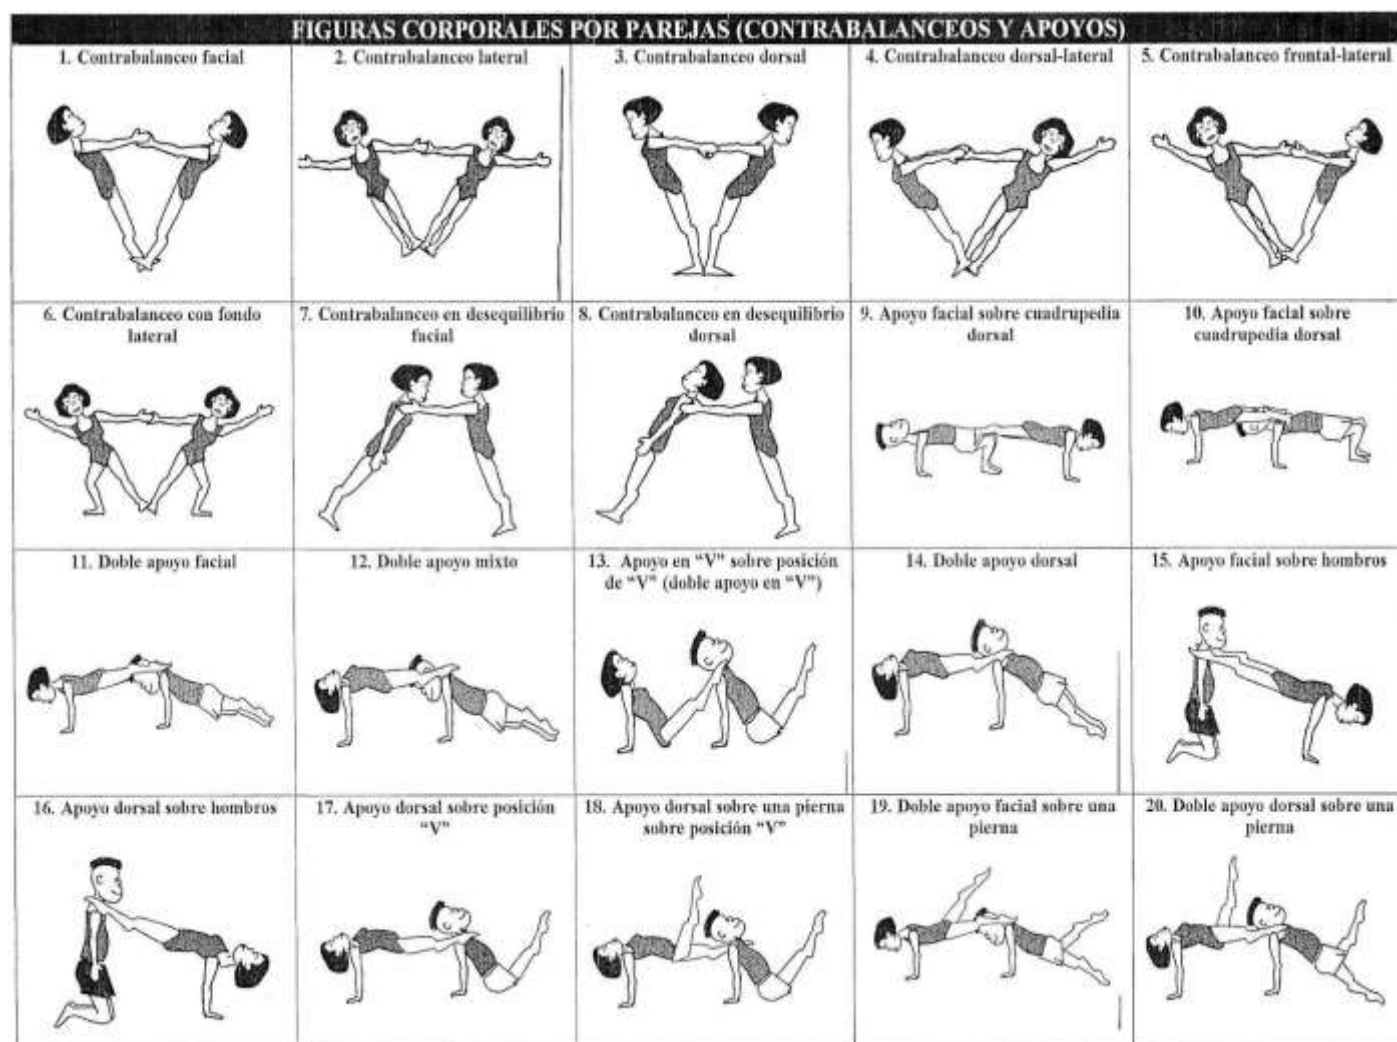 FIGURAS CORPORALES POR PAREJAS (CONTRABALANCEOS Y APOYOS)
1. Contrabalanceo facial
2. Contrabalanceo lateral
3. Contrabalanceo dorsal
4. Contrabalanceo dorsal-lateral
5. Contrabalanceo frontal-lateral
6. Contrabalanceo con fondo
lateral
7. Contrabalanceo en desequilibrio
facial
8. Contrabalanceo en desequilibrio
dorsal
9. Apoyo facial sobre cuadrupedia
dorsal
10. Apoyo facial sobre
cuadrupedia dorsal
11. Doble apoyo facial
12. Doble apoyo mixto
13. Apoyo en “V” sobre posición
de “V” (doble apoyo en “V”)
14. Doble apoyo dorsal
15. Apoyo facial sobre hombros
16. Apoyo dorsal sobre hombros
17. Apoyo dorsal sobre posición
“V”
18. Apoyo dorsal sobre una pierna
sobre posición “V”
19. Doble apoyo facial sobre una
pierna
20. Doble apoyo dorsal sobre una
pierna